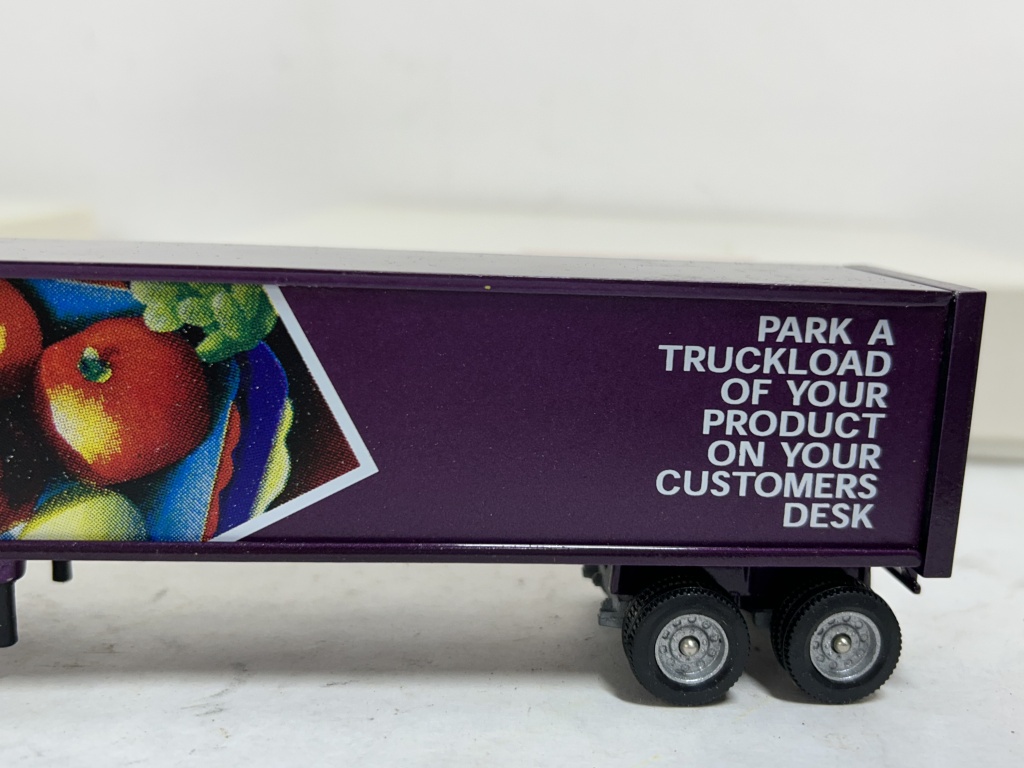 PARK A
TRUCKLOAD
OF YOUR
PRODUCT
ON YOUR
CUSTOMERS
DESK